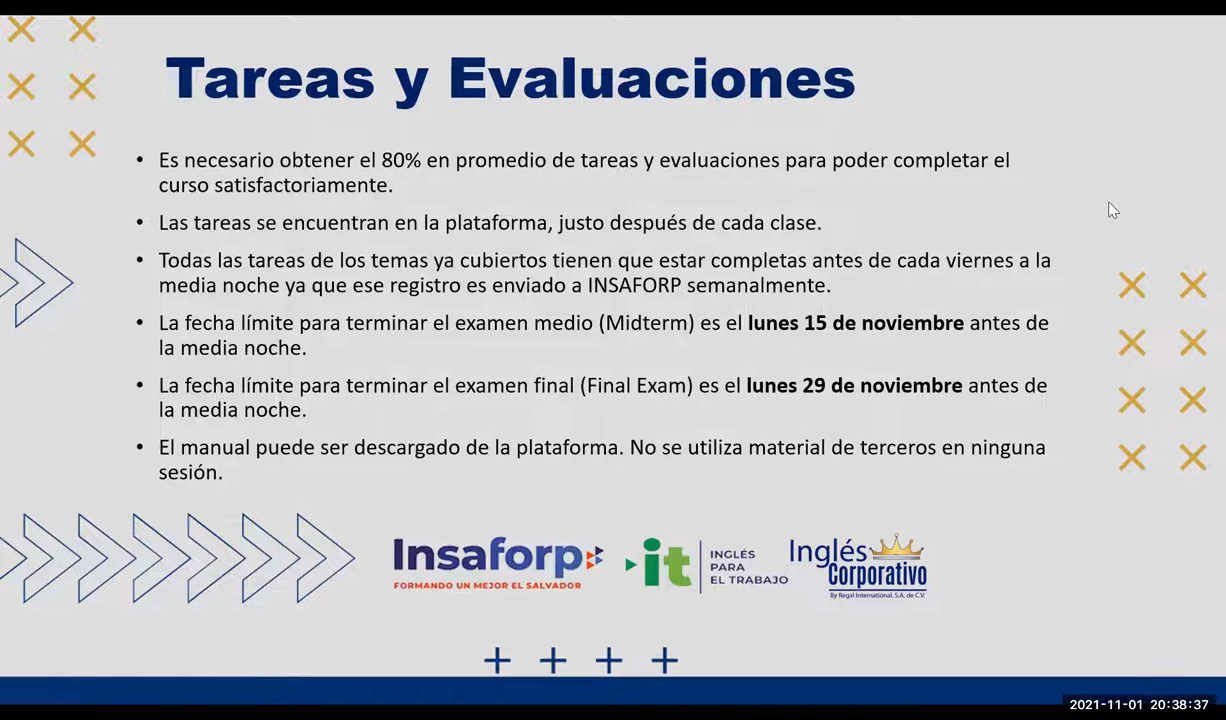 Tareas y Evaluaciones
• Es necesario obtener el 80% en promedio de tareas y evaluaciones para poder completar el
curso satisfactoriamente.
• Las tareas se encuentran en la plataforma, justo después de cada clase.
• Todas las tareas de los temas ya cubiertos tienen que estar completas antes de cada viernes a la
media noche ya que ese registro es enviado a INSAFORP semanalmente.
• La fecha límite para terminar el examen medio (Midterm) es el lunes 15 de noviembre antes de
la media noche.
• La fecha límite para terminar el examen final (Final Exam) es el lunes 29 de noviembre antes de
la media noche.
• El manual puede ser descargado de la plataforma. No se utiliza material de terceros en ninguna
sesión.
Insaforp
FORMANDO UN MEJOR EL SALVADOR
it
INGLÉS
PARA
EL TRABAJO
Inglés
Corporativo
By Regal International, S.A. de C.V.
2021-11-01 20:38:37